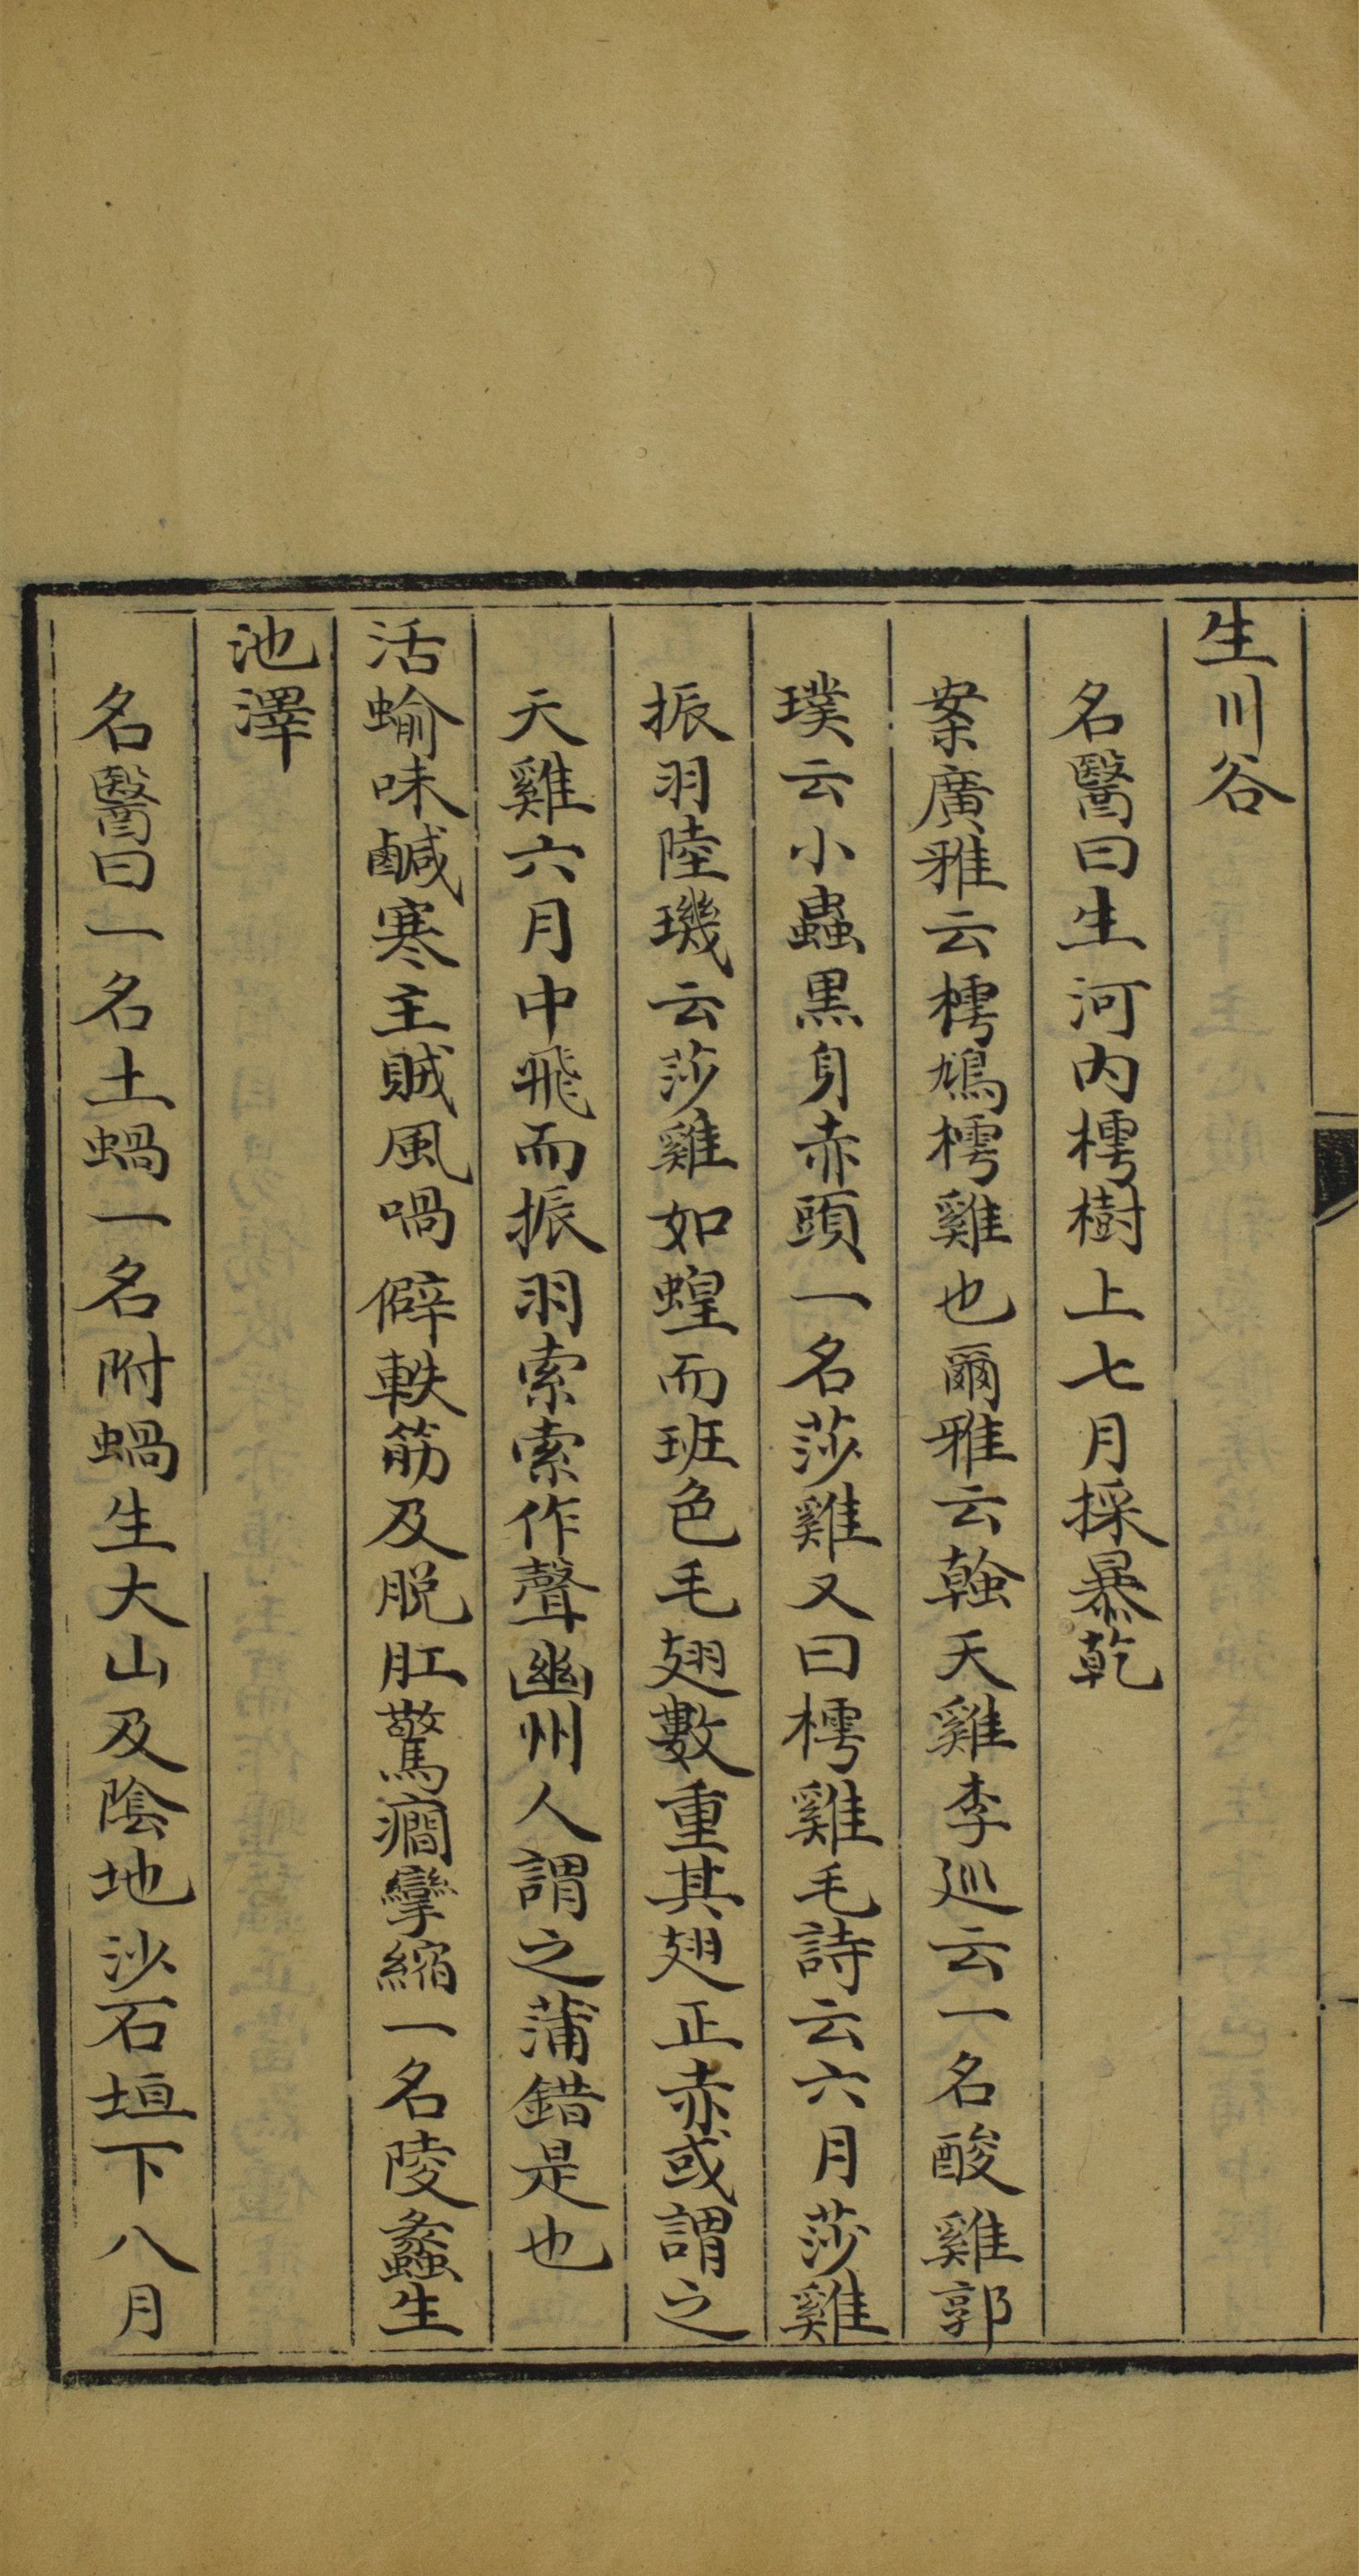 生川谷
名醫曰生河内樗樹上七月採暴乾
案廣雅云樗鳩樗雞也爾雅云螒天雞李巡云一名酸雞郭
璞云小蟲黒身赤頭一名莎雞又曰樗雞毛詩云六月莎雞
振羽陸璣云莎雞如蝗而班色毛翅數重其翅正赤或謂之
天雞六月中飛而振羽索索作聲幽州人謂之蒲錯是也
活蝓味鹹寒主賊風喎僻軼筋及脱肛驚癎攣縮一名陵蠡生
池澤
名醫曰一名土蝸一名附蝸生大山及陰地沙石垣下八月